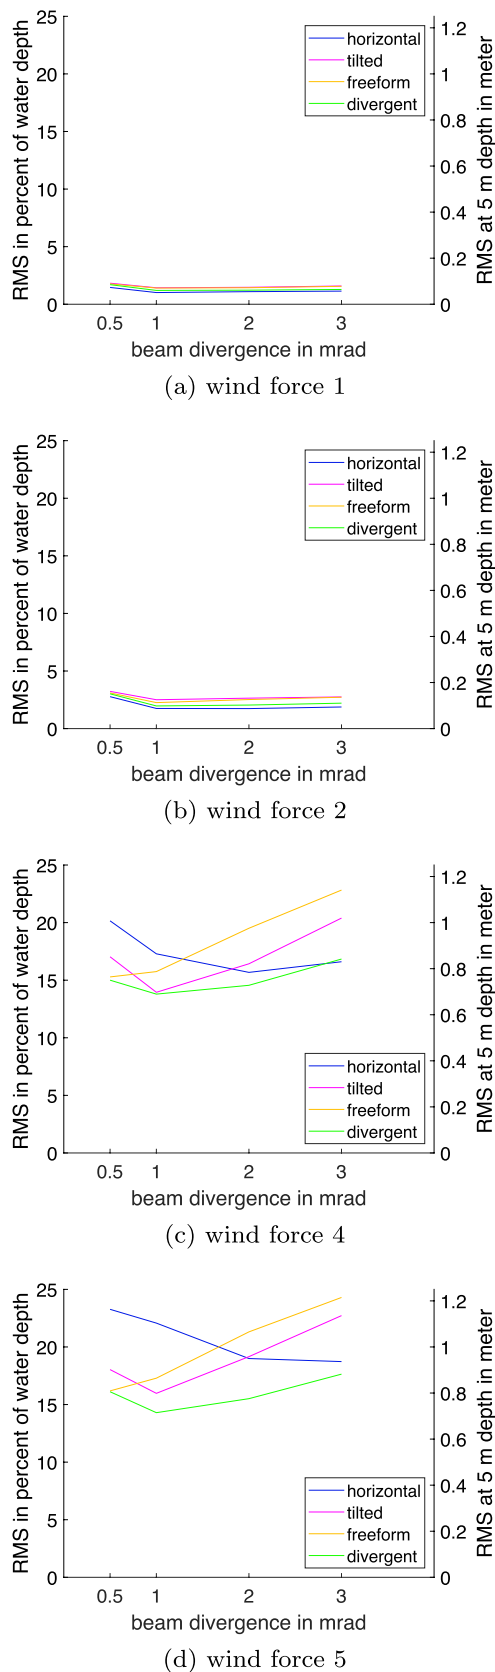 25
20
15
10
5
0
RMS in percent of water depth
1.2
1
0.8
0.6
0.4
0.2
0
RMS at 5 m depth in meter
horizontal
tilted
freeform
divergent
0.5 1 2 3
beam divergence in mrad
(a) wind force 1
25
20
15
10
5
0
RMS in percent of water depth
1.2
1
0.8
0.6
0.4
0.2
0
RMS at 5 m depth in meter
horizontal
tilted
freeform
divergent
0.5 1 2 3
beam divergence in mrad
(b) wind force 2
25
20
15
10
5
0
RMS in percent of water depth
1.2
1
0.8
0.6
0.4
0.2
0
RMS at 5 m depth in meter
horizontal
tilted
freeform
divergent
0.5 1 2 3
beam divergence in mrad
(c) wind force 4
25
20
15
10
5
0
RMS in percent of water depth
1.2
1
0.8
0.6
0.4
0.2
0
RMS at 5 m depth in meter
horizontal
tilted
freeform
divergent
0.5 1 2 3
beam divergence in mrad
(d) wind force 5